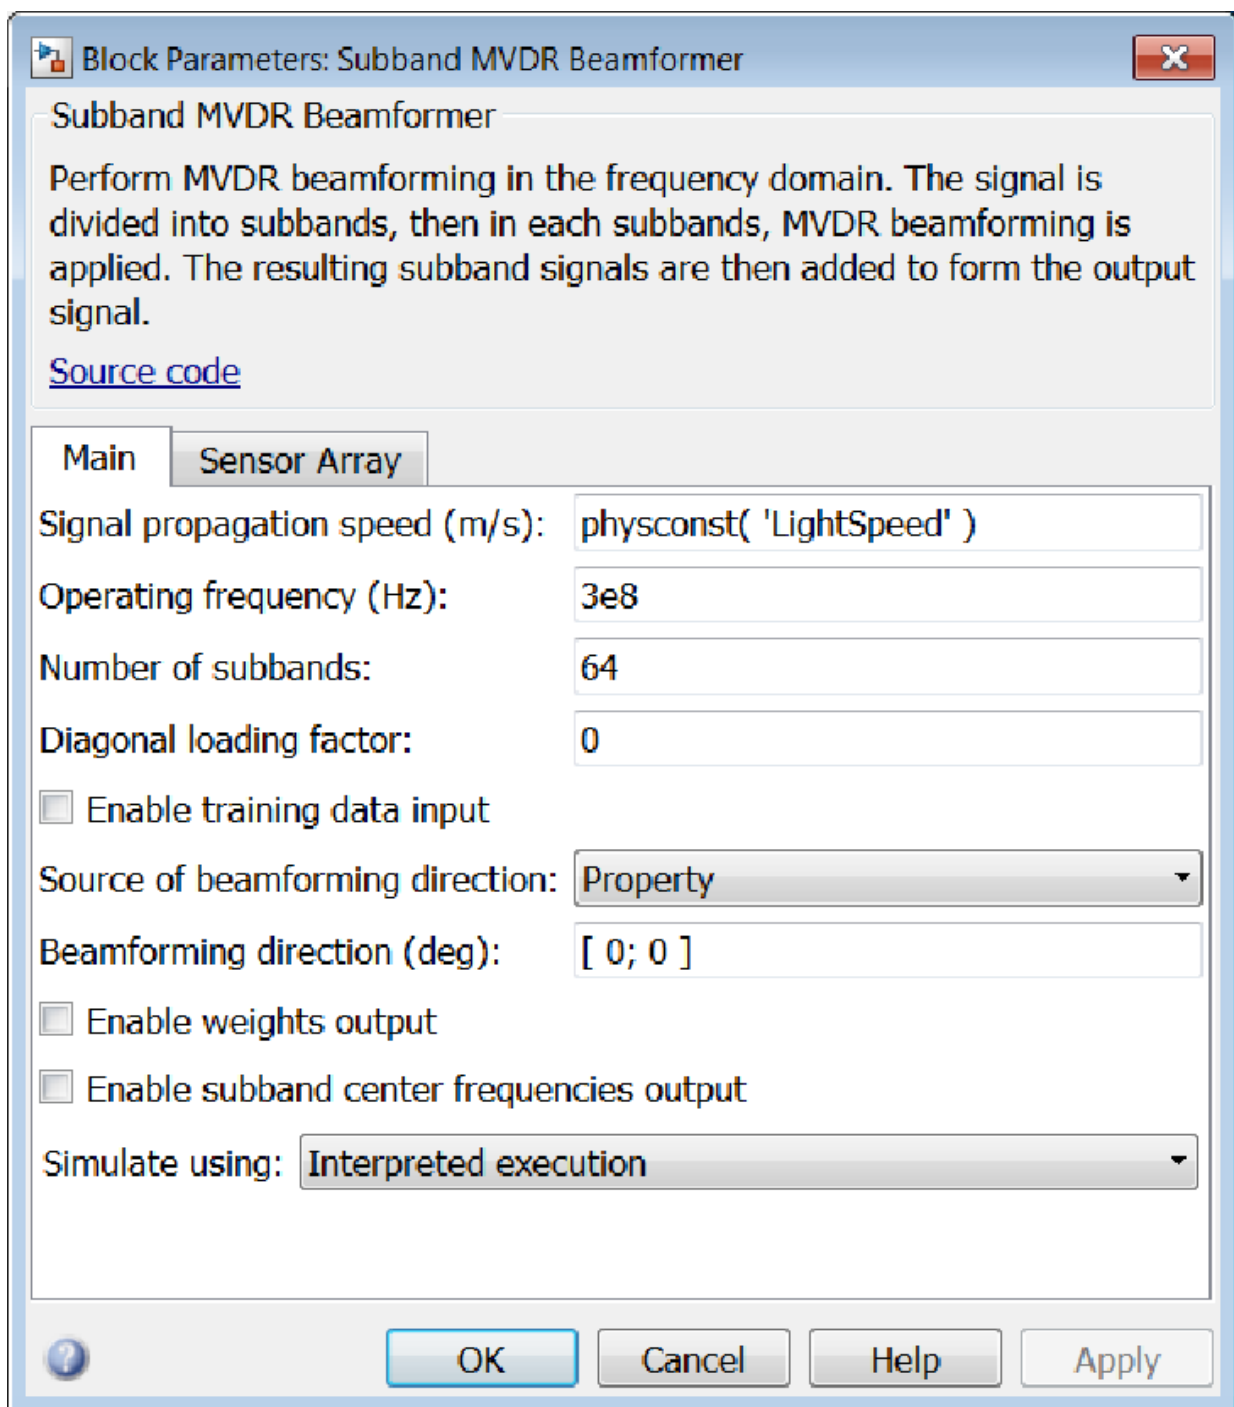 Block Parameters: Subband MVDR Beamformer
Subband MVDR Beamformer
Perform MVDR beamforming in the frequency domain. The signal is
divided into subbands, then in each subbands, MVDR beamforming is
applied. The resulting subband signals are then added to form the output
signal.
Source code
Main Sensor Array
Signal propagation speed (m/s): physconst( 'LightSpeed' )
Operating frequency (Hz): 3e8
Number of subbands: 64
Diagonal loading factor: 0
Enable training data input
Source of beamforming direction: Property
Beamforming direction (deg): [ 0; 0 ]
Enable weights output
Enable subband center frequencies output
Simulate using: Interpreted execution
? OK Cancel Help Apply